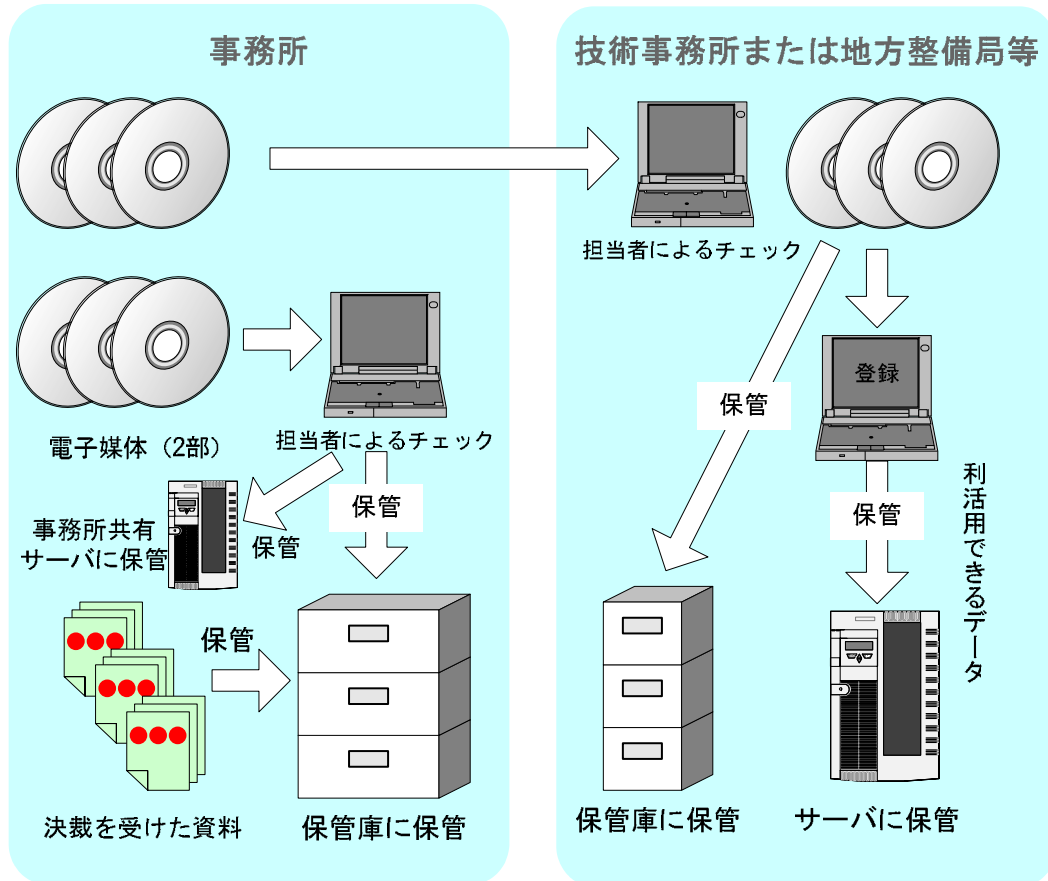 事務所
電子媒体（2部）
担当者によるチェック
事務所共有
サーバに保管
保管
保管
保管
決裁を受けた資料
保管庫に保管
技術事務所または地方整備局等
担当者によるチェック
登録
保管
保管
利活用できるデータ
保管庫に保管
サーバに保管